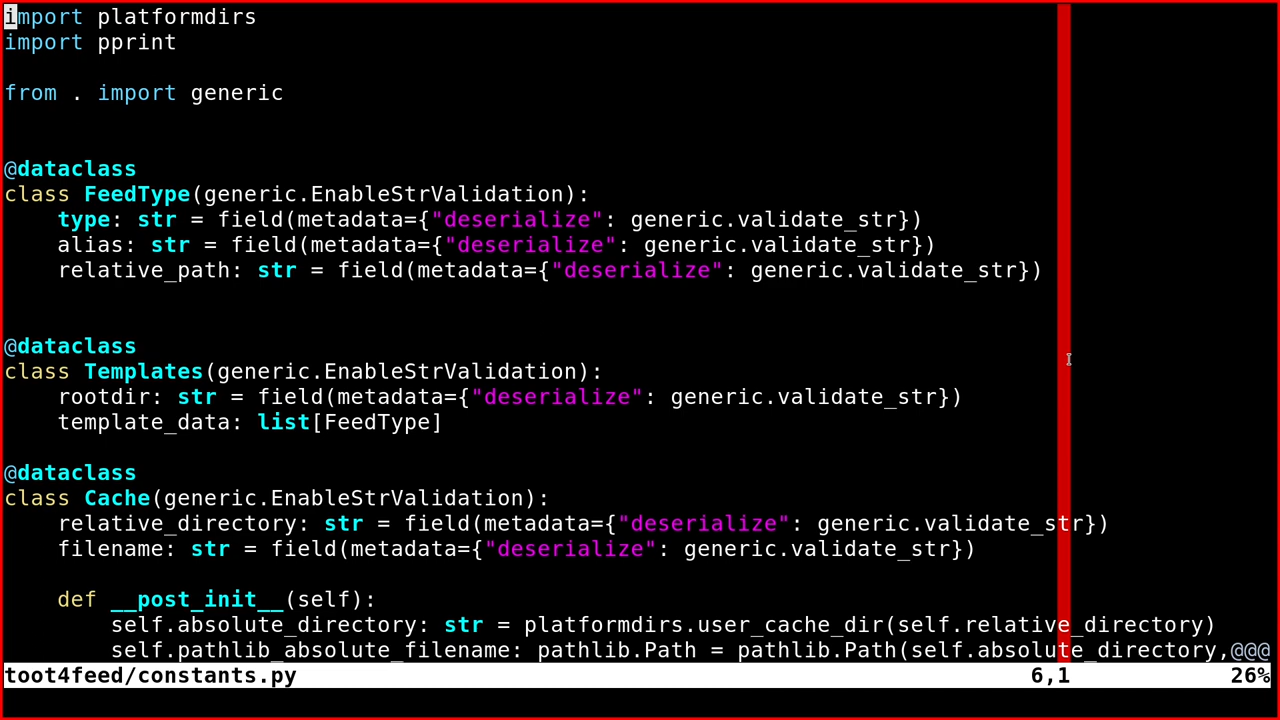 import platformdirs
import pprint
from . import generic
@dataclass
class FeedType(generic.EnableStrValidation):
    type: str = field(metadata={"deserialize": generic.validate_str})
    alias: str = field(metadata={"deserialize": generic.validate_str})
    relative_path: str = field(metadata={"deserialize": generic.validate_str})
@dataclass
class Templates(generic.EnableStrValidation):
    rootdir: str = field(metadata={"deserialize": generic.validate_str})
    template_data: list[FeedType]
@dataclass
class Cache(generic.EnableStrValidation):
    relative_directory: str = field(metadata={"deserialize": generic.validate_str})
    filename: str = field(metadata={"deserialize": generic.validate_str})
    def __post_init__(self):
        self.absolute_directory: str = platformdirs.user_cache_dir(self.relative_directory)
        self.pathlib_absolute_filename: pathlib.Path = pathlib.Path(self.absolute_directory,@@@
toot4feed/constants.py 6,1 26%